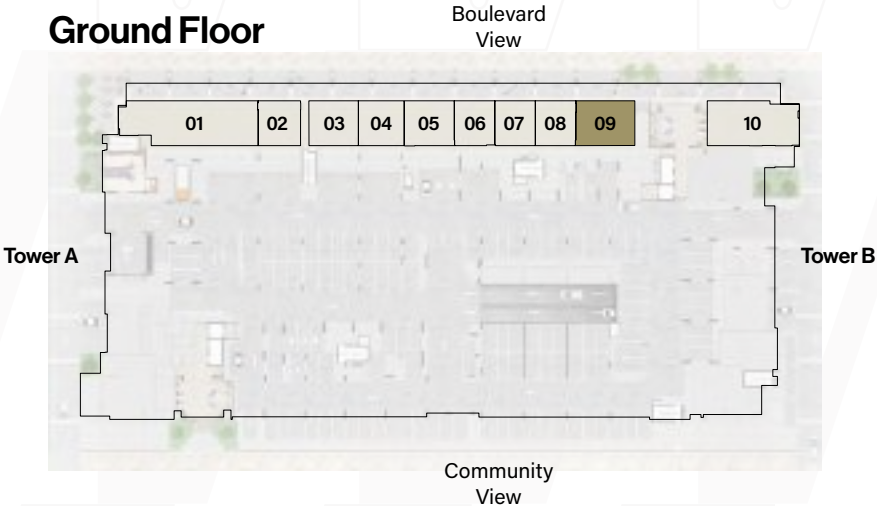 Ground Floor
Boulevard
View
01 02 03 04 05 06 07 08 09 10
Tower A
Tower B
Community
View